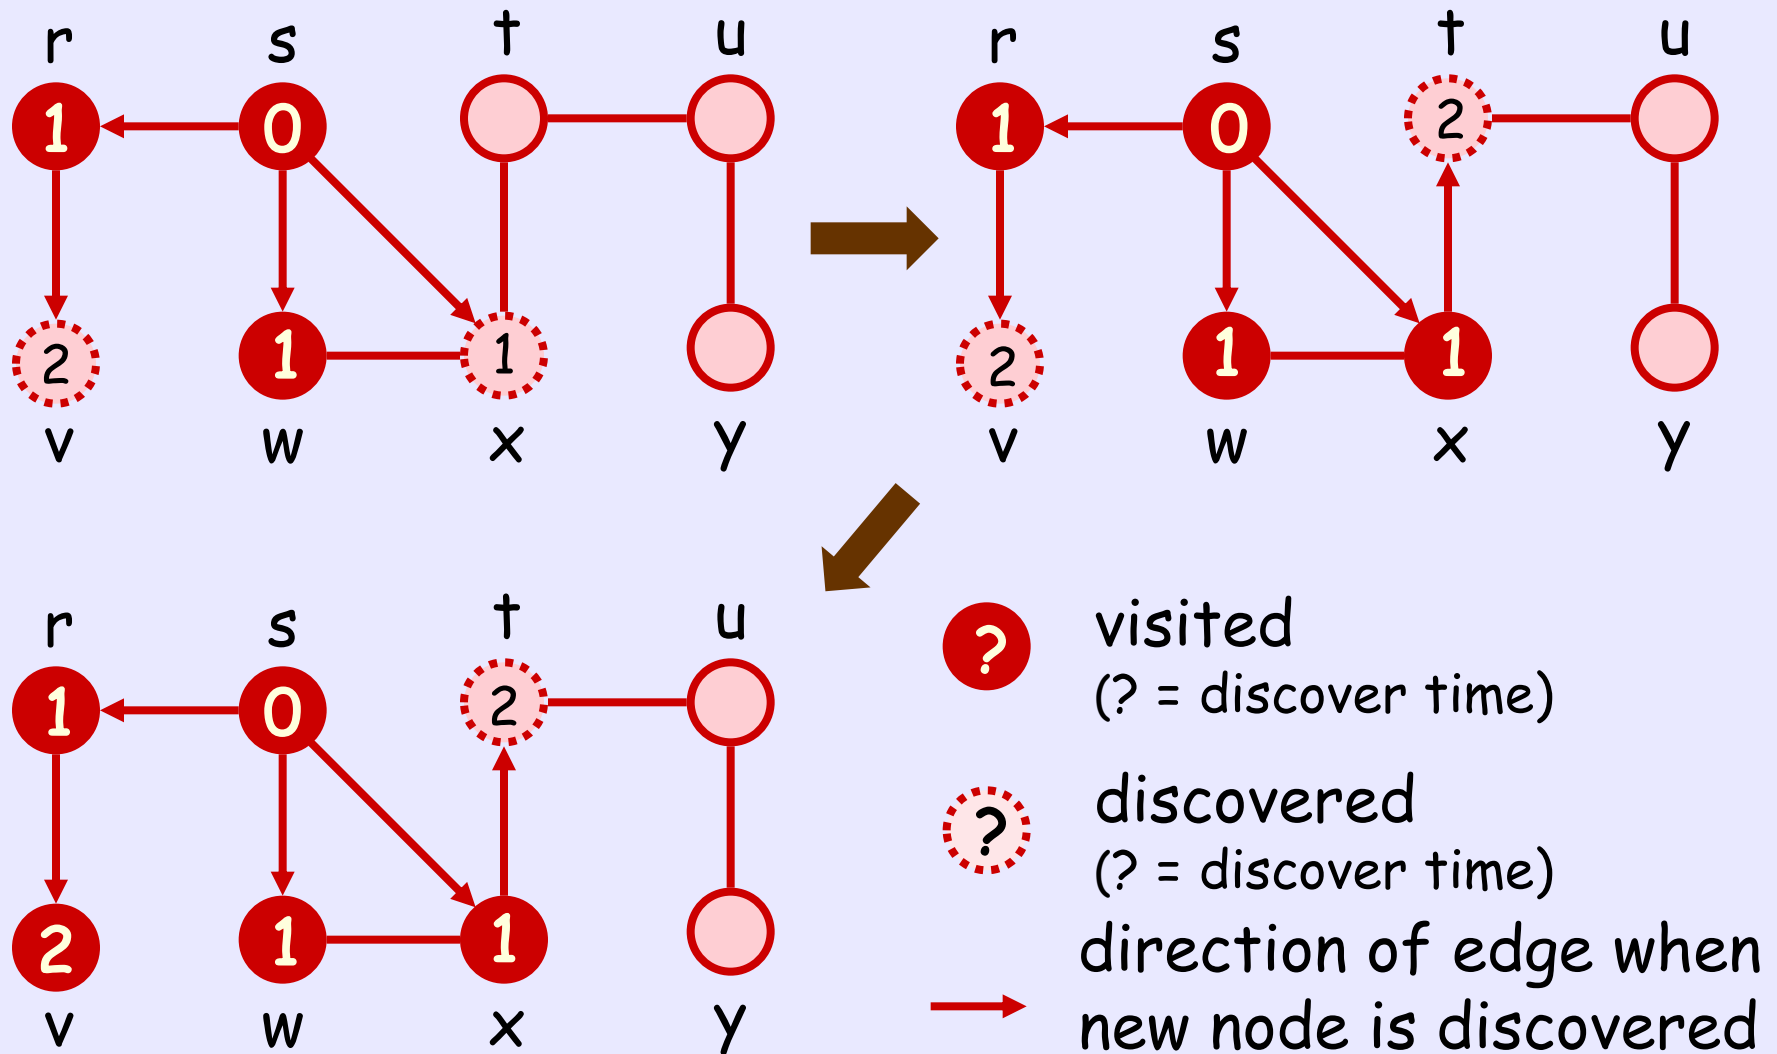 r s t u
1 0
2 1 1
v w x y
r s t u
1 0 2
2 1 1
v w x y
r s t u
1 0 2
2 1 1
v w x y
? visited
(? = discover time)
? discovered
(? = discover time)
direction of edge when
new node is discovered